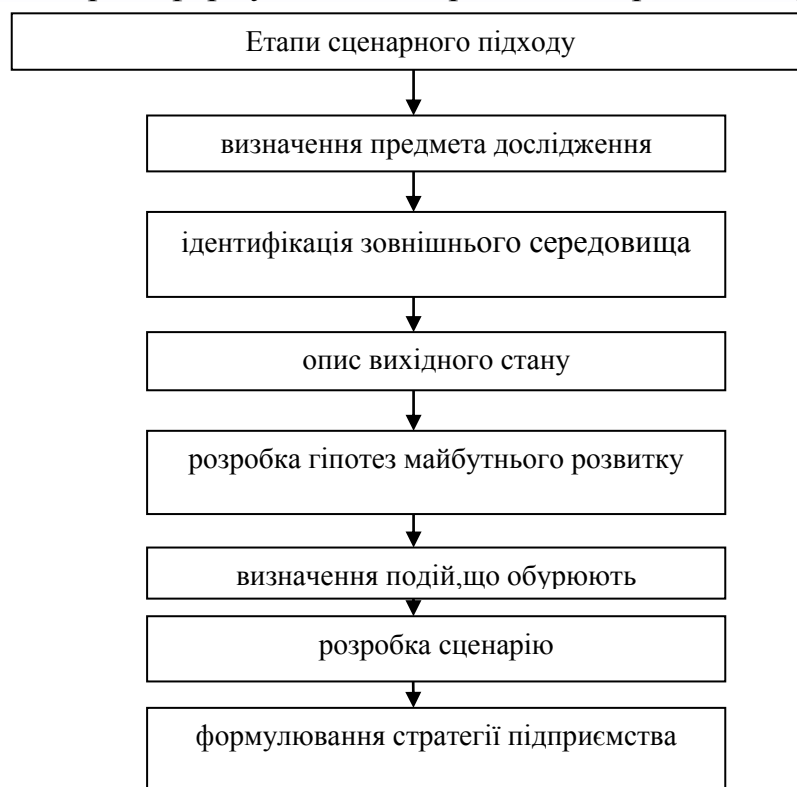 Етапи сценарного підходу
визначення предмета дослідження
ідентифікація зовнішнього середовища
опис вихідного стану
розробка гіпотез майбутнього розвитку
визначення подій,що обурюють
розробка сценарію
формулювання стратегії підприємства